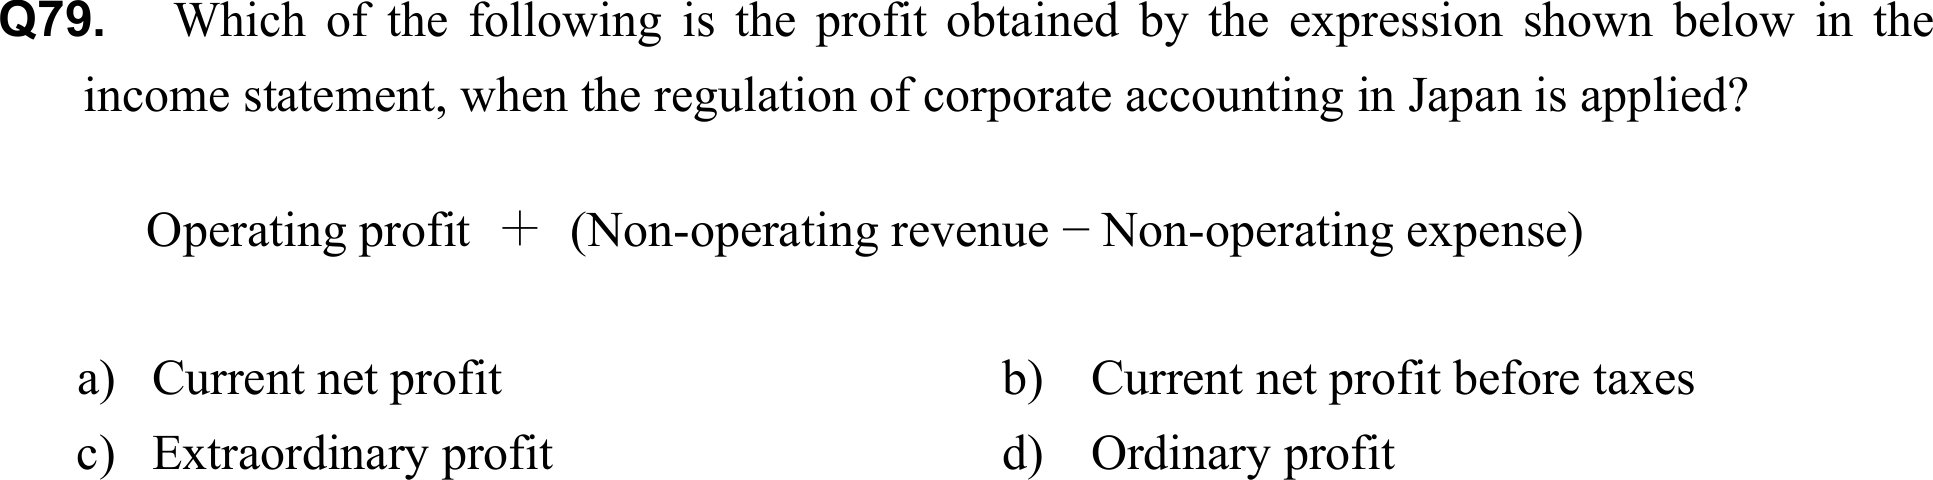 Q79. Which of the following is the profit obtained by the expression shown below in the
income statement, when the regulation of corporate accounting in Japan is applied?
Operating profit + (Non-operating revenue − Non-operating expense)
a) Current net profit b) Current net profit before taxes
c) Extraordinary profit d) Ordinary profit